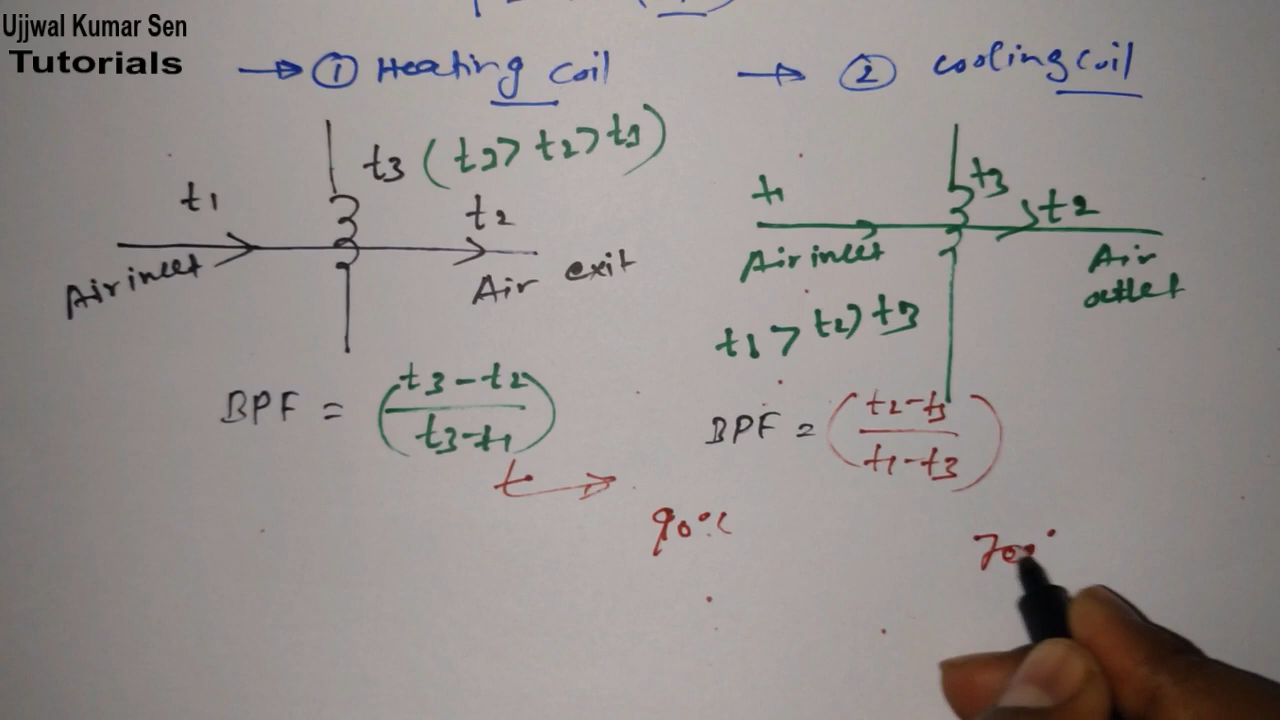 Ujjwal Kumar Sen
Tutorials
→ ① Heating coil
t3 (t3>t2>t1)
t1
t2
Air inlet
Air exit
BPF = (t3-t2/t3-t1)
t →
→ ② cooling coil
t1
t3
t2
Air inlet
Air
outlet
t1 > t2 > t3
BPF = (t2-t3/t1-t3)
90°C